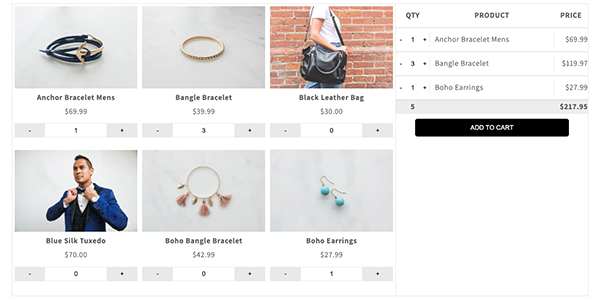 Anchor Bracelet Mens
$69.99
- 1 +
Bangle Bracelet
$39.99
- 3 +
Black Leather Bag
$30.00
- 0 +
Blue Silk Tuxedo
$70.00
- 0 +
Boho Bangle Bracelet
$42.99
- 0 +
Boho Earrings
$27.99
- 1 +
QTY PRODUCT PRICE
- 1 + Anchor Bracelet Mens $69.99
- 3 + Bangle Bracelet $119.97
- 1 + Boho Earrings $27.99
5 $217.95
ADD TO CART